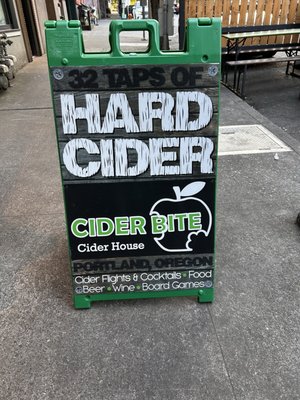 32 TAPS OF
HARD
CIDER
CIDER BITE
Cider House
PORTLAND, OREGON
Cider Flights & Cocktails • Food
Beer • Wine • Board Games